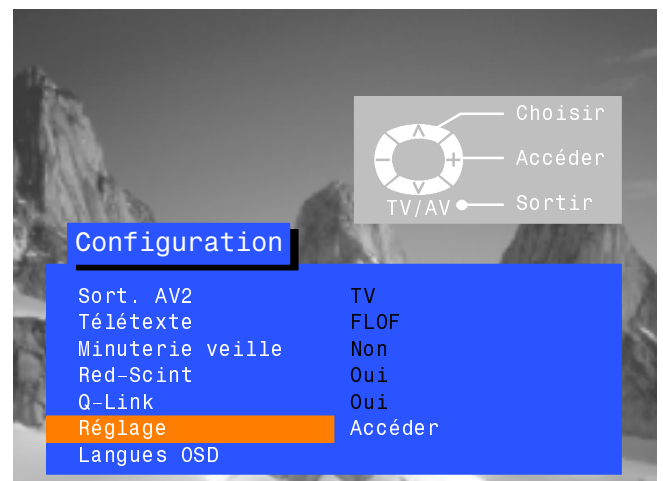 Choisir
Accéder
TV/AV Sortir
Configuration
Sort. AV2 TV
Télétexte FLOF
Minuterie veille Non
Red-Scint Oui
Q-Link Oui
Réglage Accéder
Langues OSD